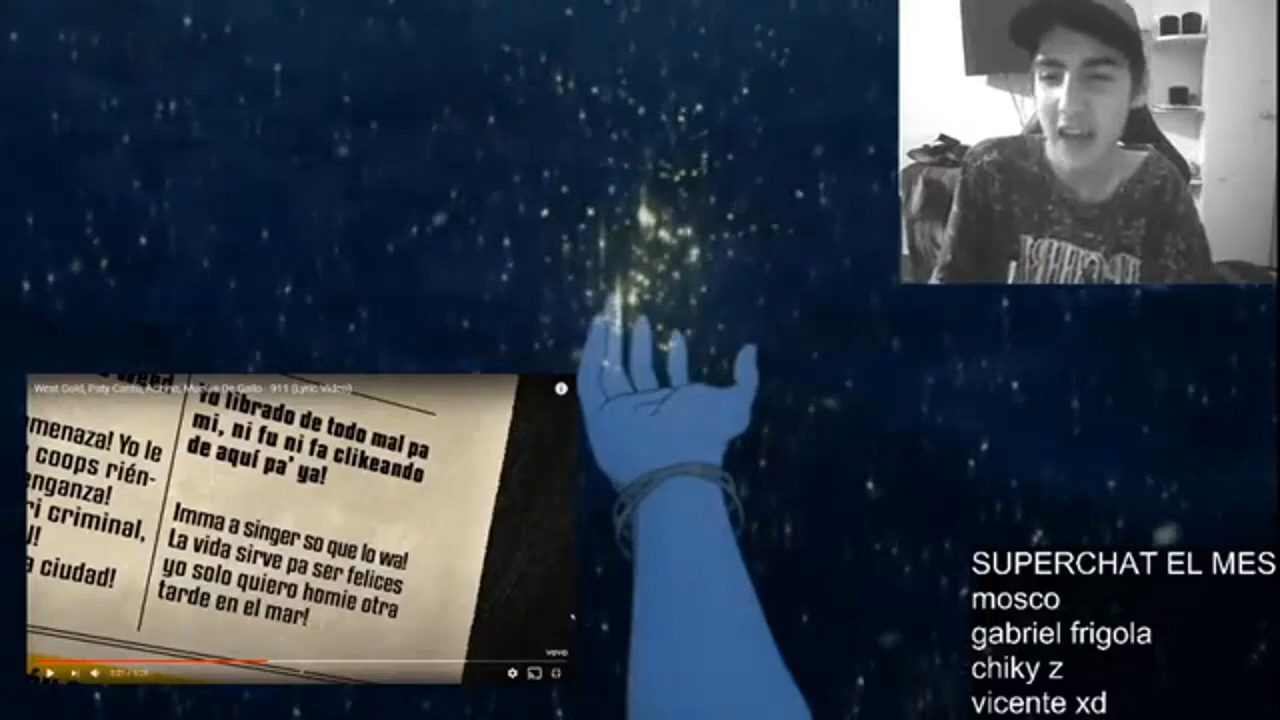 West Gold, Paty Cantú, Adrino, Muelas De Gallo - 911 (Lyric Video)
menaza! Yo le
coops rién-
enganza!
ri criminal,
a ciudad!
librado de todo mal pa
mi, ni fu ni fa clikeando
de aquí pa' ya!
Imma a singer so que lo wa!
La vida sirve pa ser felices
yo solo quiero homie otra
tarde en el mar!
vevo
SUPERCHAT EL MES
mosco
gabriel frigola
chiky z
vicente xd